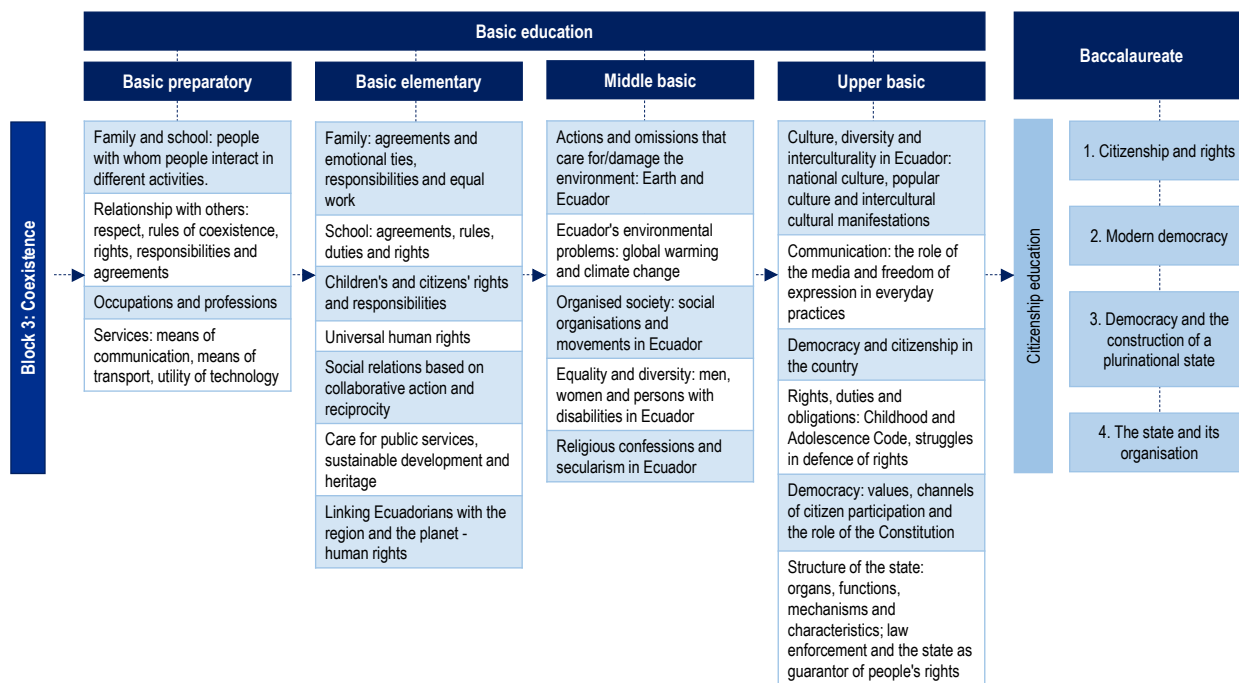 Basic education
Baccalaureate
Basic preparatory
Basic elementary
Middle basic
Upper basic
Block 3: Coexistence
Family and school: people
with whom people interact in
different activities.
Relationship with others:
respect, rules of coexistence,
rights, responsibilities and
agreements
Occupations and professions
Services: means of
communication, means of
transport, utility of technology
Family: agreements and
emotional ties,
responsibilities and equal
work
School: agreements, rules,
duties and rights
Children's and citizens' rights
and responsibilities
Universal human rights
Social relations based on
collaborative action and
reciprocity
Care for public services,
sustainable development and
heritage
Linking Ecuadorians with the
region and the planet -
human rights
Actions and omissions that
care for/damage the
environment: Earth and
Ecuador
Ecuador's environmental
problems: global warming
and climate change
Organised society: social
organisations and
movements in Ecuador
Equality and diversity: men,
women and persons with
disabilities in Ecuador
Religious confessions and
secularism in Ecuador
Culture, diversity and
interculturality in Ecuador:
national culture, popular
culture and intercultural
cultural manifestations
Communication: the role of
the media and freedom of
expression in everyday
practices
Democracy and citizenship in
the country
Rights, duties and
obligations: Childhood and
Adolescence Code, struggles
in defence of rights
Democracy: values, channels
of citizen participation and
the role of the Constitution
Structure of the state:
organs, functions,
mechanisms and
characteristics; law
enforcement and the state as
guarantor of people's rights
Citizenship education
1. Citizenship and rights
2. Modern democracy
3. Democracy and the
construction of a
plurinational state
4. The state and its
organisation